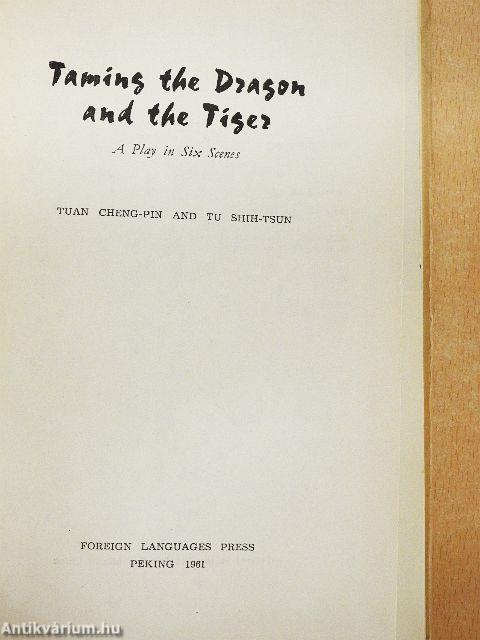 Taming the Dragon
and the Tiger
A Play in Six Scenes
TUAN CHENG-PIN AND TU SHIH-TSUN
FOREIGN LANGUAGES PRESS
PEKING 1961
Antikvárium.hu